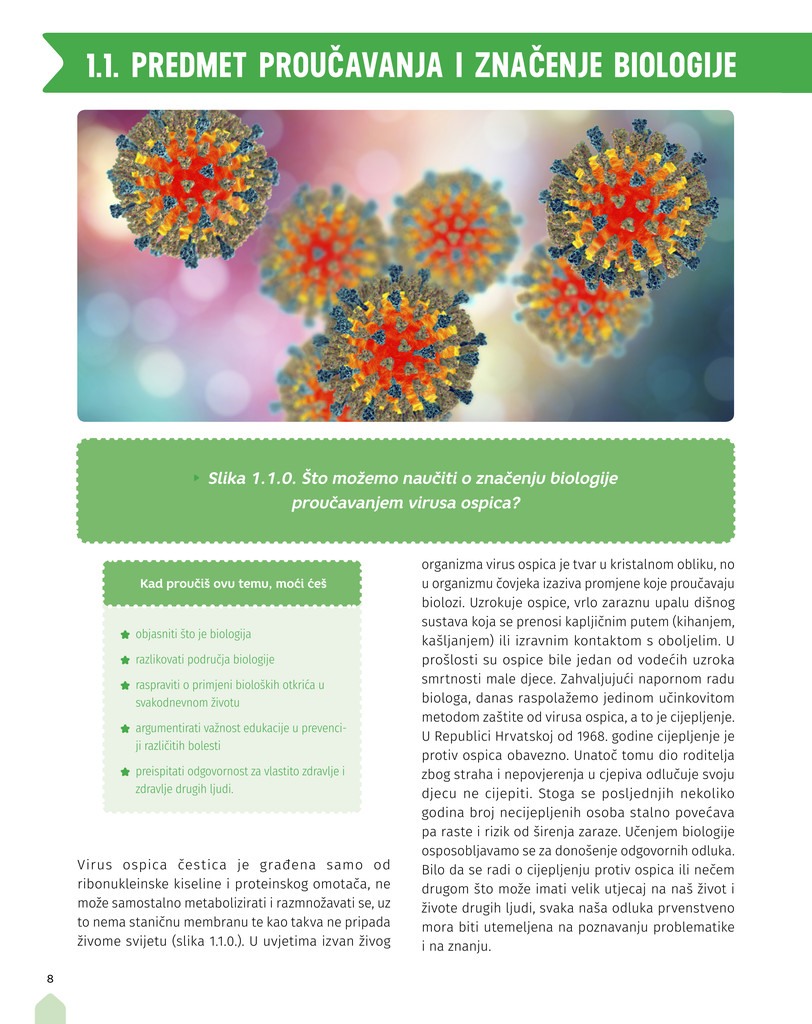 1.1. PREDMET PROUČAVANJA I ZNAČENJE BIOLOGIJE
Slika 1.1.0. Što možemo naučiti o značenju biologije
proučavanjem virusa ospica?
Kad proučiš ovu temu, moći ćeš
objasniti što je biologija
razlikovati područja biologije
raspraviti o primjeni bioloških otkrića u
svakodnevnom životu
argumentirati važnost edukacije u prevenci-
ji različitih bolesti
preispitati odgovornost za vlastito zdravlje i
zdravlje drugih ljudi.
Virus ospica čestica je građena samo od
ribonukleinske kiseline i proteinskog omotača, ne
može samostalno metabolizirati i razmnožavati se, uz
to nema staničnu membranu te kao takva ne pripada
živome svijetu (slika 1.1.0.). U uvjetima izvan živog
organizma virus ospica je tvar u kristalnom obliku, no
u organizmu čovjeka izaziva promjene koje proučavaju
biolozi. Uzrokuje ospice, vrlo zaraznu upalu dišnog
sustava koja se prenosi kapljičnim putem (kihanjem,
kašljanjem) ili izravnim kontaktom s oboljelim. U
prošlosti su ospice bile jedan od vodećih uzroka
smrtnosti male djece. Zahvaljujući napornom radu
biologa, danas raspolažemo jedinom učinkovitom
metodom zaštite od virusa ospica, a to je cijepljenje.
U Republici Hrvatskoj od 1968. godine cijepljenje je
protiv ospica obavezno. Unatoč tomu dio roditelja
zbog straha i nepovjerenja u cjepiva odlučuje svoju
djecu ne cijepiti. Stoga se posljednjih nekoliko
godina broj necijepljenih osoba stalno povećava
pa raste i rizik od širenja zaraze. Učenjem biologije
osposobljavamo se za donošenje odgovornih odluka.
Bilo da se radi o cijepljenju protiv ospica ili nečem
drugom što može imati velik utjecaj na naš život i
živote drugih ljudi, svaka naša odluka prvenstveno
mora biti utemeljena na poznavanju problematike
i na znanju.
8